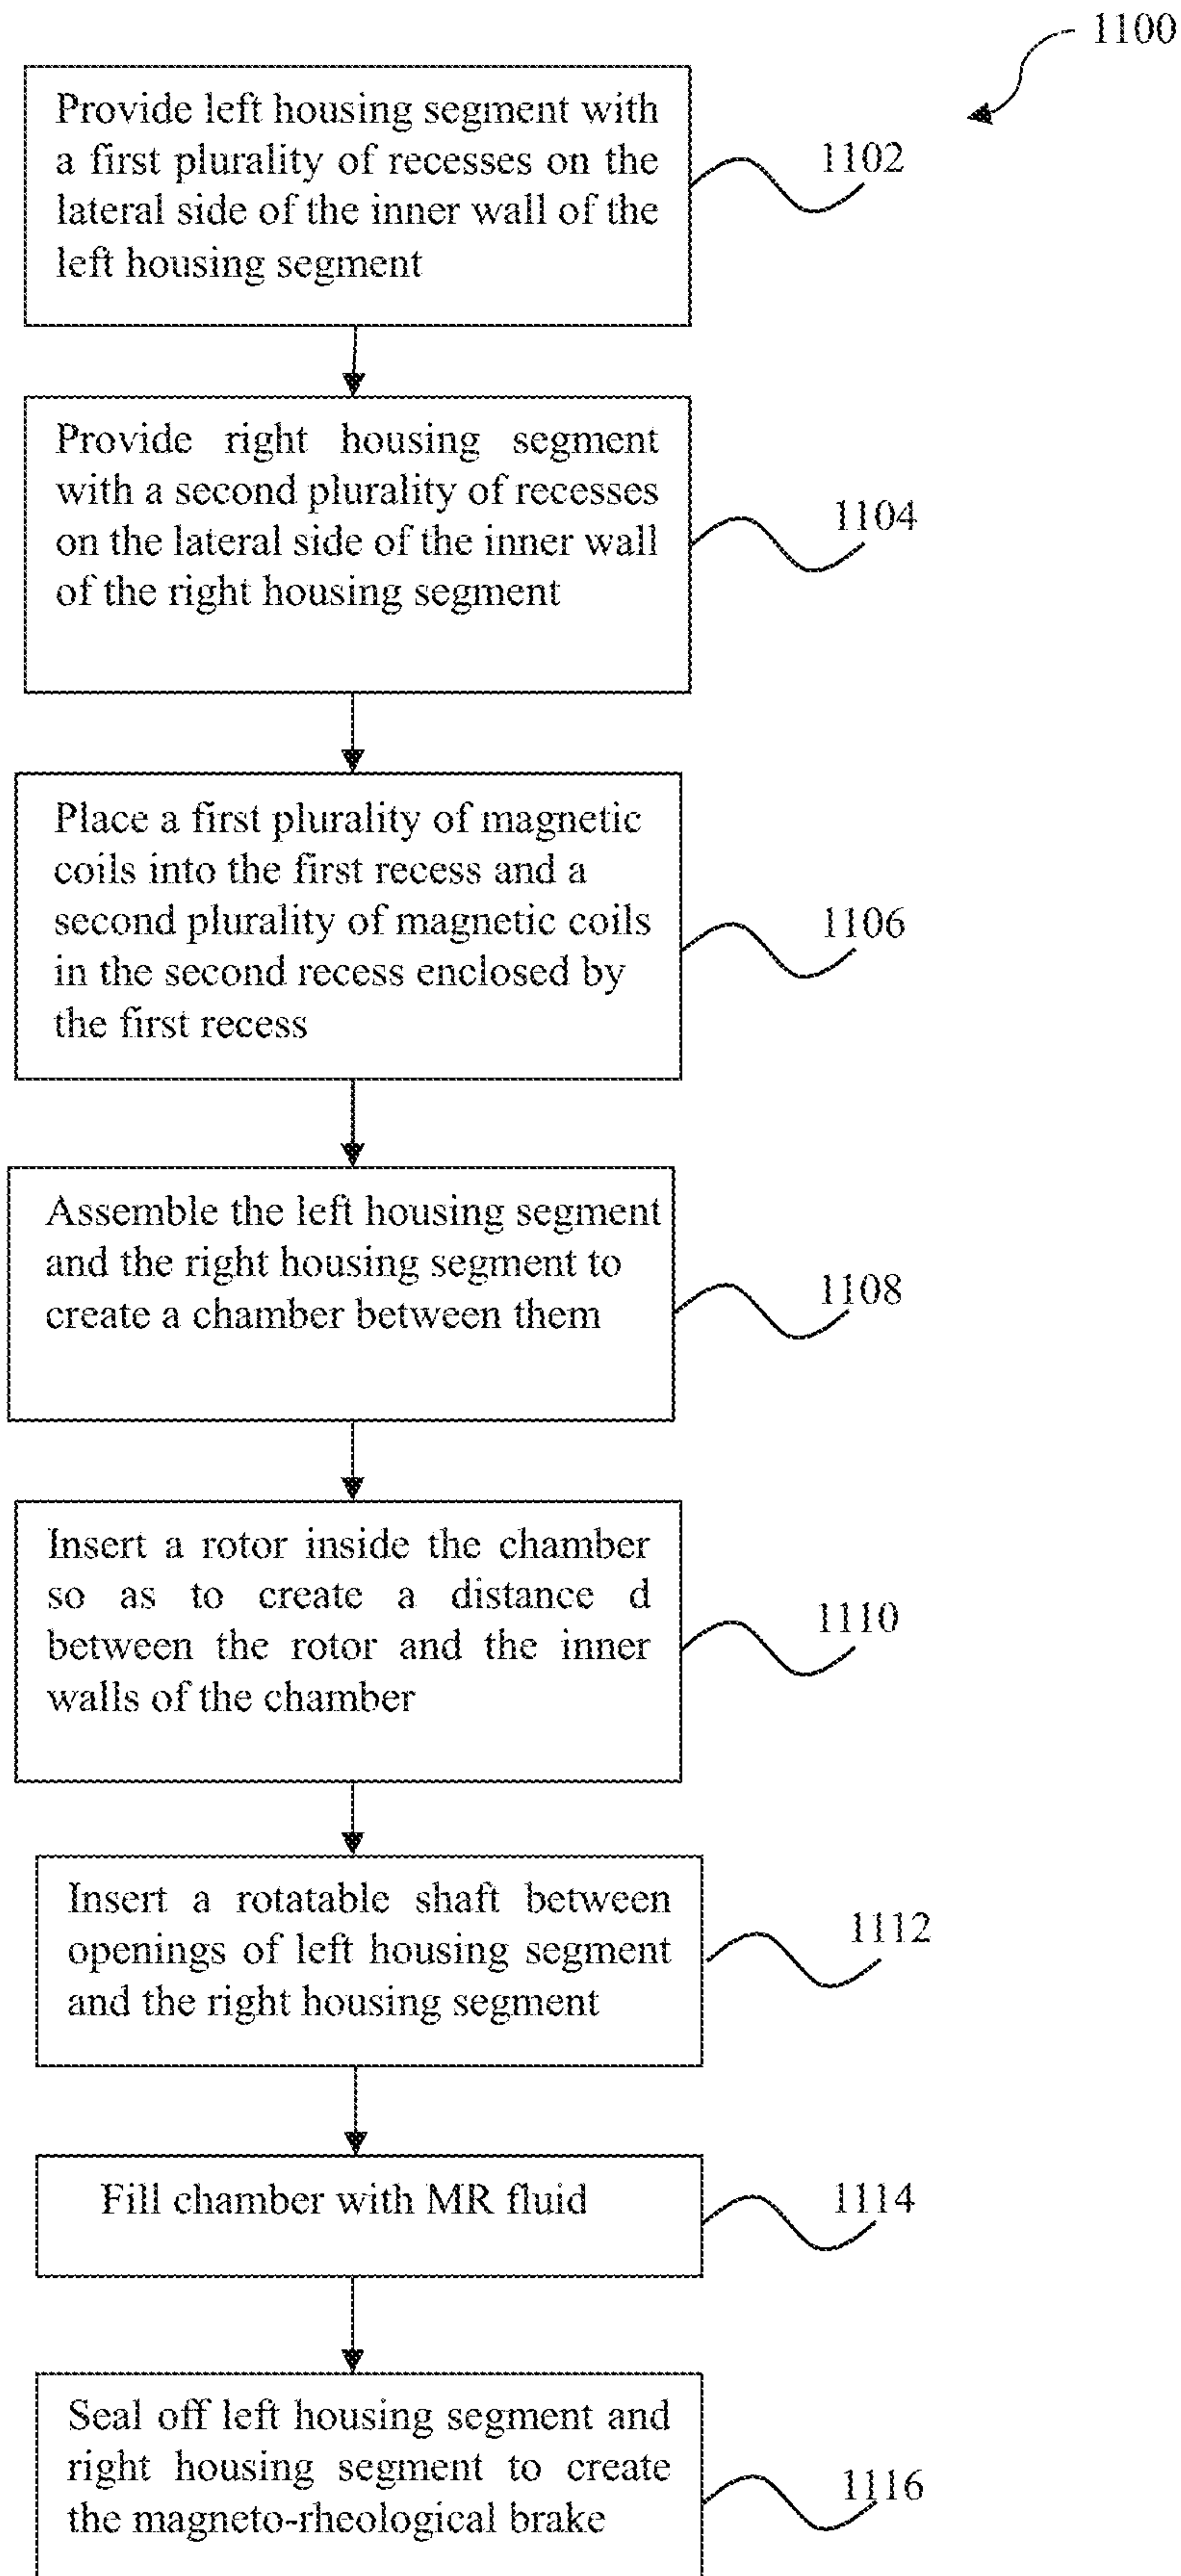 1100
Provide left housing segment with
a first plurality of recesses on the
lateral side of the inner wall of the
left housing segment
1102
Provide right housing segment
with a second plurality of recesses
on the lateral side of the inner wall
of the right housing segment
1104
Place a first plurality of magnetic
coils into the first recess and a
second plurality of magnetic coils
in the second recess enclosed by
the first recess
1106
Assemble the left housing segment
and the right housing segment to
create a chamber between them
1108
Insert a rotor inside the chamber
so as to create a distance d
between the rotor and the inner
walls of the chamber
1110
Insert a rotatable shaft between
openings of left housing segment
and the right housing segment
1112
Fill chamber with MR fluid
1114
Seal off left housing segment and
right housing segment to create
the magneto-rheological brake
1116